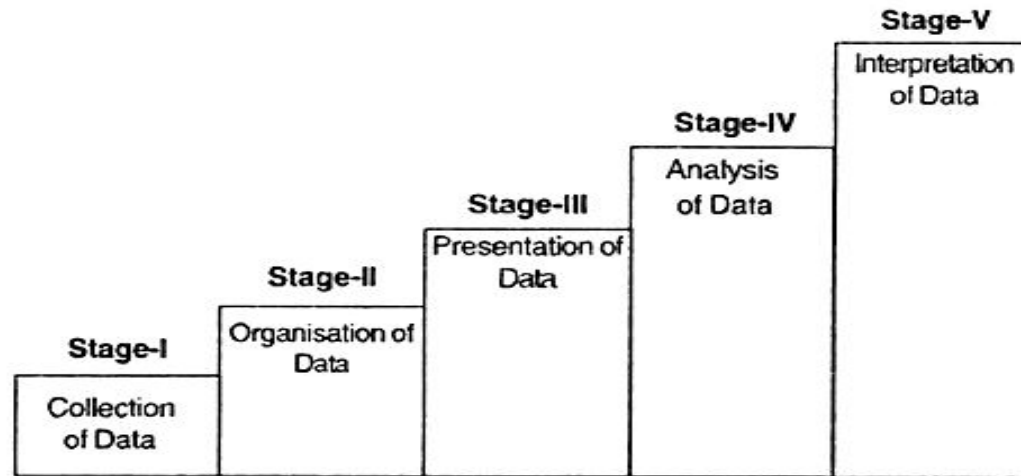 Stage-I
Collection
of Data
Stage-II
Organisation of
Data
Stage-III
Presentation of
Data
Stage-IV
Analysis
of Data
Stage-V
Interpretation
of Data